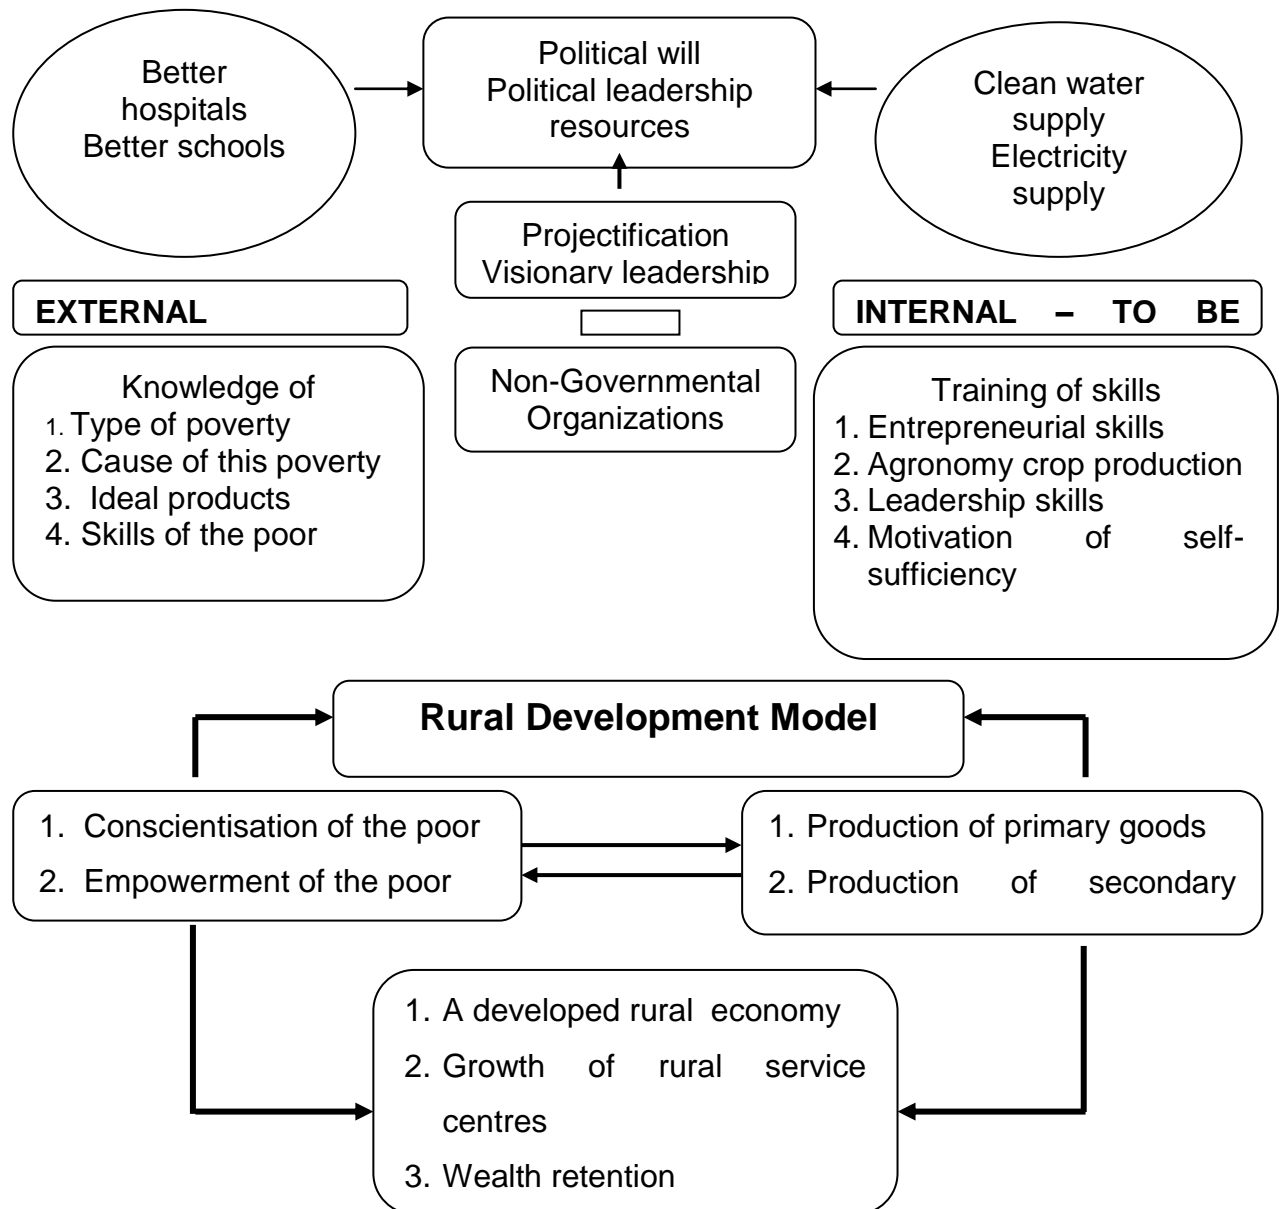 Better
hospitals
Better schools
Political will
Political leadership
resources
Clean water
supply
Electricity
supply
Projectification
Visionary leadership
EXTERNAL
INTERNAL – TO BE
Knowledge of
1. Type of poverty
2. Cause of this poverty
3. Ideal products
4. Skills of the poor
Non-Governmental
Organizations
Training of skills
1. Entrepreneurial skills
2. Agronomy crop production
3. Leadership skills
4. Motivation of self-
sufficiency
Rural Development Model
1. Conscientisation of the poor
2. Empowerment of the poor
1. Production of primary goods
2. Production of secondary
1. A developed rural economy
2. Growth of rural service
centres
3. Wealth retention